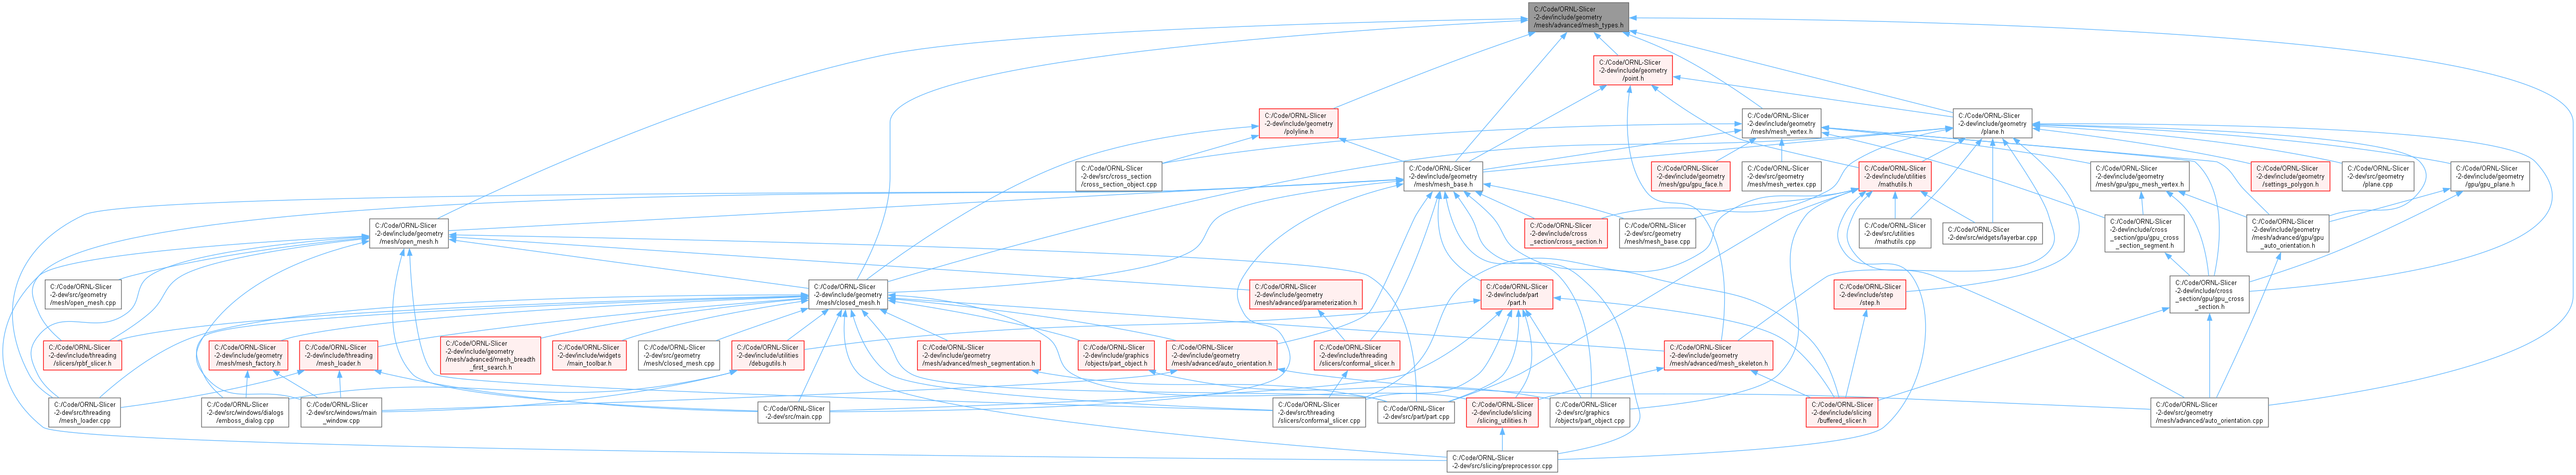 C:/Code/ORNL-Slicer
-2-dev/include/geometry
/mesh/advanced/mesh_types.h
C:/Code/ORNL-Slicer
-2-dev/include/geometry
/point.h
C:/Code/ORNL-Slicer
-2-dev/include/geometry
/polyline.h
C:/Code/ORNL-Slicer
-2-dev/include/geometry
/mesh/mesh_vertex.h
C:/Code/ORNL-Slicer
-2-dev/include/geometry
/plane.h
C:/Code/ORNL-Slicer
-2-dev/src/cross_section
/cross_section_object.cpp
C:/Code/ORNL-Slicer
-2-dev/include/geometry
/mesh/mesh_base.h
C:/Code/ORNL-Slicer
-2-dev/include/geometry
/mesh/gpu/gpu_face.h
C:/Code/ORNL-Slicer
-2-dev/src/geometry
/mesh/mesh_vertex.cpp
C:/Code/ORNL-Slicer
-2-dev/include/utilities
/mathutils.h
C:/Code/ORNL-Slicer
-2-dev/include/geometry
/mesh/gpu/gpu_mesh_vertex.h
C:/Code/ORNL-Slicer
-2-dev/include/geometry
/settings_polygon.h
C:/Code/ORNL-Slicer
-2-dev/src/geometry
/plane.cpp
C:/Code/ORNL-Slicer
-2-dev/include/geometry
/gpu/gpu_plane.h
C:/Code/ORNL-Slicer
-2-dev/include/geometry
/mesh/open_mesh.h
C:/Code/ORNL-Slicer
-2-dev/include/cross
_section/cross_section.h
C:/Code/ORNL-Slicer
-2-dev/src/geometry
/mesh/mesh_base.cpp
C:/Code/ORNL-Slicer
-2-dev/src/utilities
/mathutils.cpp
C:/Code/ORNL-Slicer
-2-dev/src/widgets/layerbar.cpp
C:/Code/ORNL-Slicer
-2-dev/include/cross
_section/gpu/gpu_cross
_section_segment.h
C:/Code/ORNL-Slicer
-2-dev/include/geometry
/mesh/advanced/gpu/gpu
_auto_orientation.h
C:/Code/ORNL-Slicer
-2-dev/src/geometry
/mesh/open_mesh.cpp
C:/Code/ORNL-Slicer
-2-dev/include/geometry
/mesh/closed_mesh.h
C:/Code/ORNL-Slicer
-2-dev/include/geometry
/mesh/advanced/parameterization.h
C:/Code/ORNL-Slicer
-2-dev/include/part
/part.h
C:/Code/ORNL-Slicer
-2-dev/include/step
/step.h
C:/Code/ORNL-Slicer
-2-dev/include/cross
_section/gpu/gpu_cross
_section.h
C:/Code/ORNL-Slicer
-2-dev/include/threading
/slicers/rpbf_slicer.h
C:/Code/ORNL-Slicer
-2-dev/include/geometry
/mesh/mesh_factory.h
C:/Code/ORNL-Slicer
-2-dev/include/threading
/mesh_loader.h
C:/Code/ORNL-Slicer
-2-dev/include/geometry
/mesh/advanced/mesh_breadth
_first_search.h
C:/Code/ORNL-Slicer
-2-dev/include/widgets
/main_toolbar.h
C:/Code/ORNL-Slicer
-2-dev/src/geometry
/mesh/closed_mesh.cpp
C:/Code/ORNL-Slicer
-2-dev/include/utilities
/debugutils.h
C:/Code/ORNL-Slicer
-2-dev/include/geometry
/mesh/advanced/mesh_segmentation.h
C:/Code/ORNL-Slicer
-2-dev/include/graphics
/objects/part_object.h
C:/Code/ORNL-Slicer
-2-dev/include/geometry
/mesh/advanced/auto_orientation.h
C:/Code/ORNL-Slicer
-2-dev/include/threading
/slicers/conformal_slicer.h
C:/Code/ORNL-Slicer
-2-dev/include/geometry
/mesh/advanced/mesh_skeleton.h
C:/Code/ORNL-Slicer
-2-dev/src/threading
/mesh_loader.cpp
C:/Code/ORNL-Slicer
-2-dev/src/windows/dialogs
/emboss_dialog.cpp
C:/Code/ORNL-Slicer
-2-dev/src/windows/main
_window.cpp
C:/Code/ORNL-Slicer
-2-dev/src/main.cpp
C:/Code/ORNL-Slicer
-2-dev/src/threading
/slicers/conformal_slicer.cpp
C:/Code/ORNL-Slicer
-2-dev/src/part/part.cpp
C:/Code/ORNL-Slicer
-2-dev/include/slicing
/slicing_utilities.h
C:/Code/ORNL-Slicer
-2-dev/src/graphics
/objects/part_object.cpp
C:/Code/ORNL-Slicer
-2-dev/include/slicing
/buffered_slicer.h
C:/Code/ORNL-Slicer
-2-dev/src/geometry
/mesh/advanced/auto_orientation.cpp
C:/Code/ORNL-Slicer
-2-dev/src/slicing/preprocessor.cpp